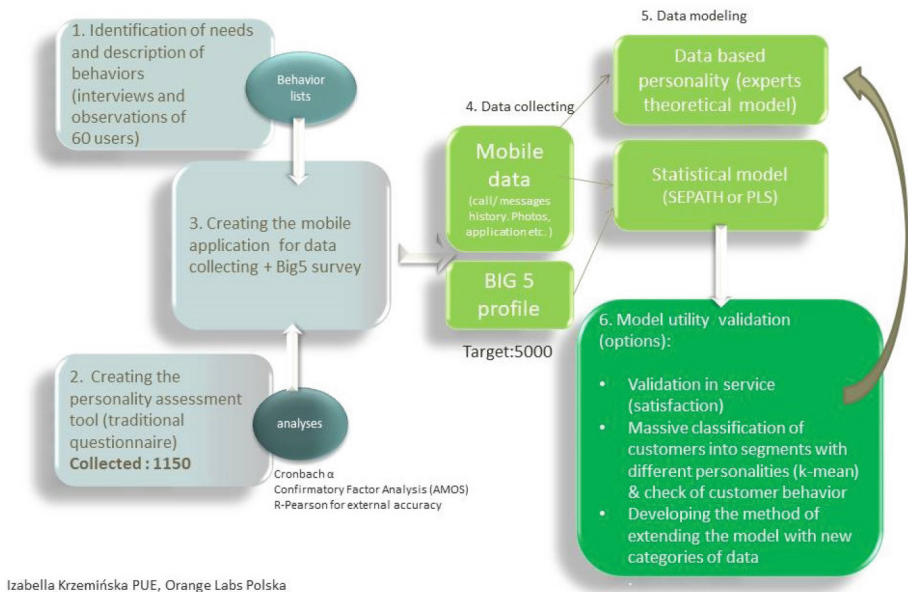 1. Identification of needs
and description of
behaviors
(interviews and
observations of
60 users)
Behavior
lists
3. Creating the mobile
application for data
collecting + Big5 survey
2. Creating the
personality assessment
tool (traditional
questionnaire)
Collected : 1150
analyses
Cronbach α
Confirmatory Factor Analysis (AMOS)
R-Pearson for external accuracy
4. Data collecting
Mobile
data
(call/ messages
history. Photos,
application etc. )
BIG 5
profile
Target:5000
5. Data modeling
Data based
personality (experts
theoretical model)
Statistical model
(SEPATH or PLS)
6. Model utility validation
(options):
• Validation in service
(satisfaction)
• Massive classification of
customers into segments with
different personalities (k-mean)
& check of customer behavior
• Developing the method of
extending the model with new
categories of data
.
Izabella Krzemińska PUE, Orange Labs Polska